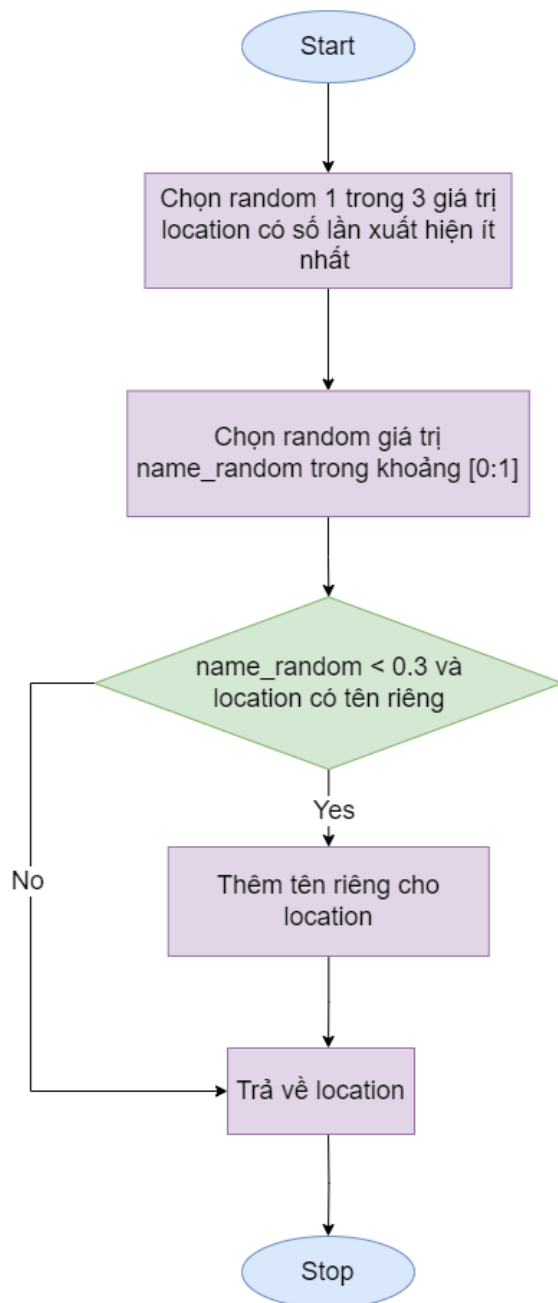 Start
Chọn random 1 trong 3 giá trị
location có số lần xuất hiện ít
nhất
Chọn random giá trị
name_random trong khoảng [0:1]
name_random < 0.3 và
location có tên riêng
Yes
No
Thêm tên riêng cho
location
Trả về location
Stop